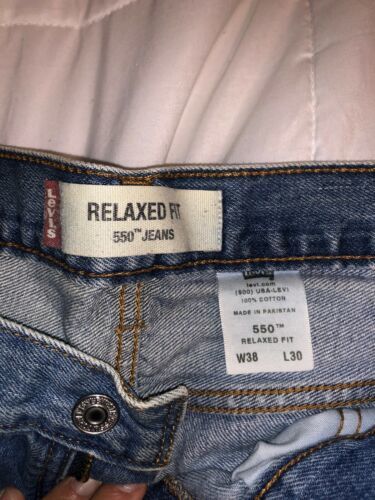 Levi's
RELAXED FIT
550™ JEANS
LEVI'S
levi.com
(800) USA-LEVI
100% COTTON
MADE IN PAKISTAN
550™
RELAXED FIT
W38 L30